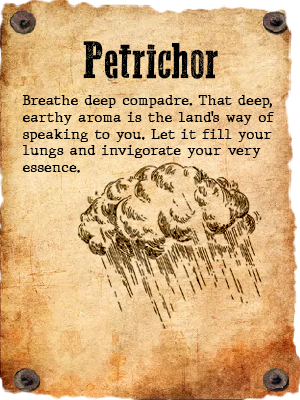 Petrichor
Breathe deep compadre. That deep,
earthy aroma is the land's way of
speaking to you. Let it fill your
lungs and invigorate your very
essence.